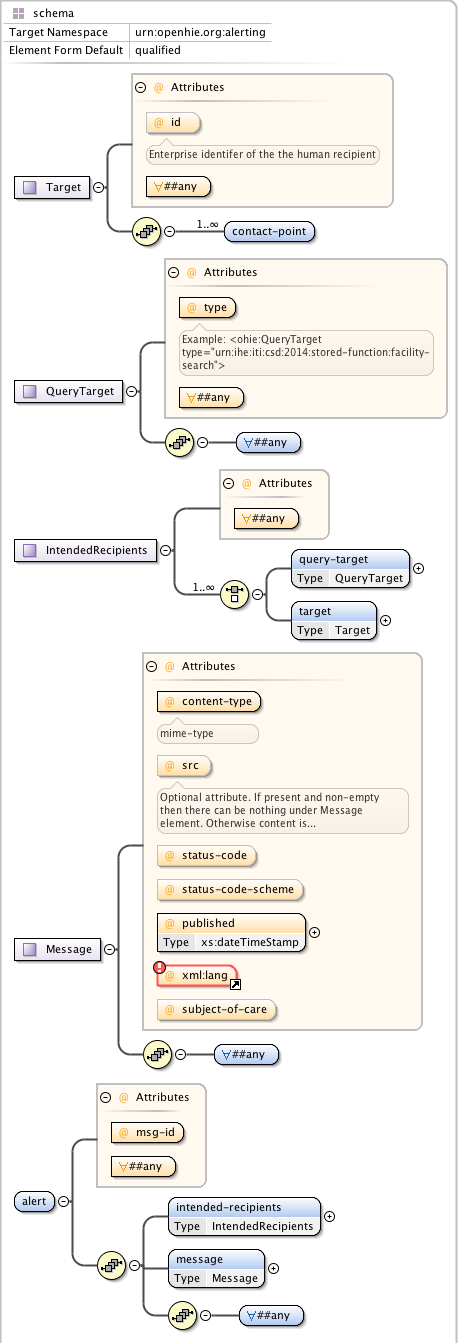 schema
Target Namespace urn:openhie.org:alerting
Element Form Default qualified
@ Attributes
@ id
Enterprise identifer of the the human recipient
∀##any
Target
1..∞
contact-point
@ Attributes
@ type
Example: <ohie:QueryTarget
type="urn:ihe:iti:csd:2014:stored-function:facility-
search">
∀##any
QueryTarget
∀##any
@ Attributes
∀##any
IntendedRecipients
query-target
Type QueryTarget
1..∞
target
Type Target
@ Attributes
@ content-type
mime-type
@ src
Optional attribute. If present and non-empty
then there can be nothing under Message
element. Otherwise content is...
@ status-code
@ status-code-scheme
@ published
Type xs:dateTimeStamp
Message
@ xml:lang
@ subject-of-care
∀##any
@ Attributes
@ msg-id
∀##any
alert
intended-recipients
Type IntendedRecipients
message
Type Message
∀##any